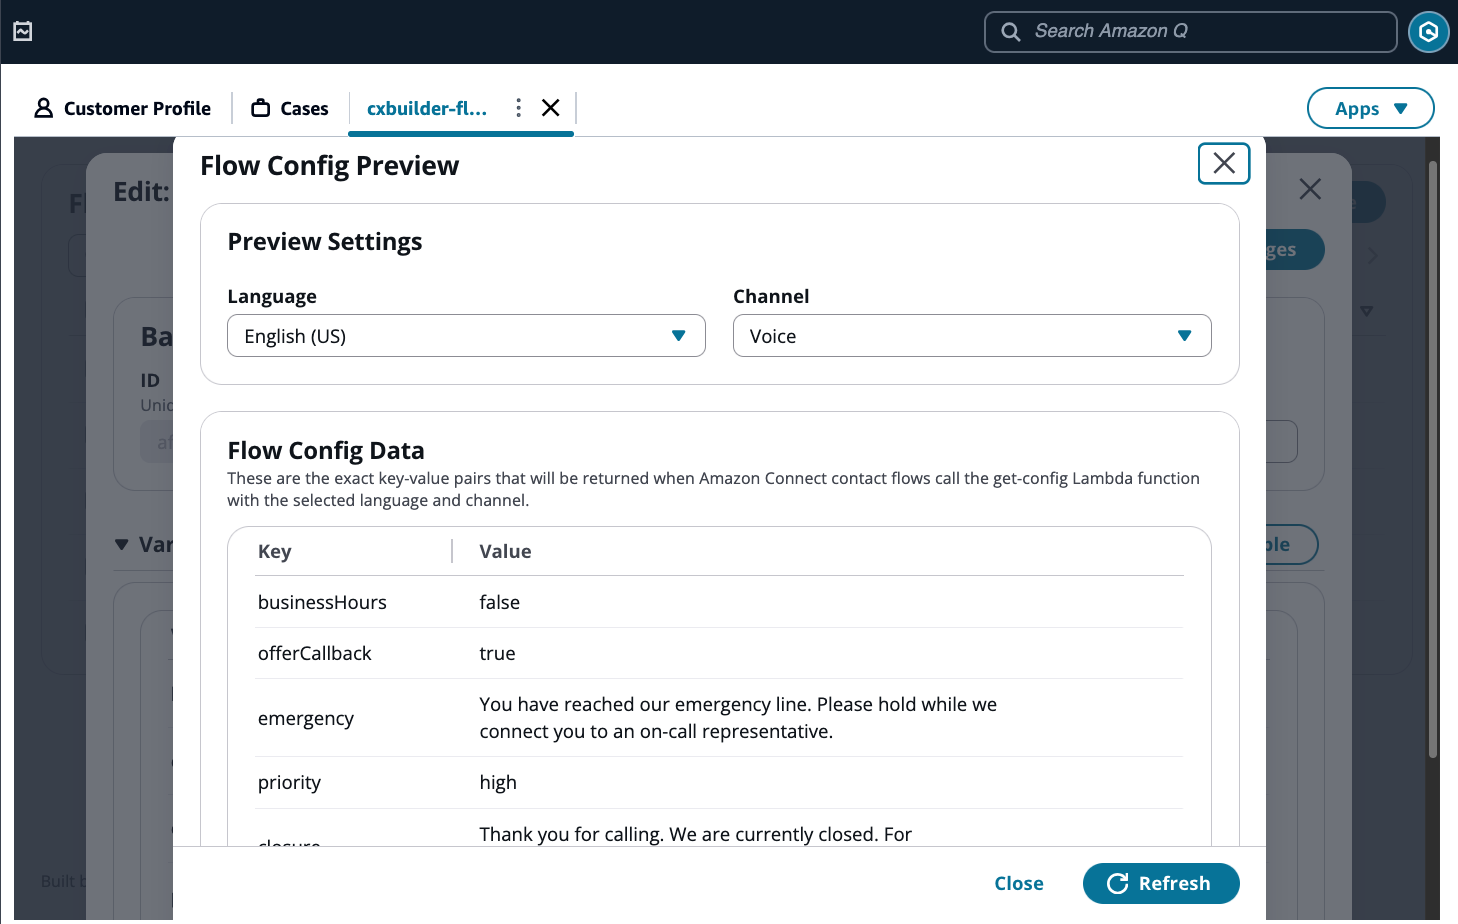 Search Amazon Q
Customer Profile
Cases
cxbuilder-fl...
Apps
Flow Config Preview
Edit:
Preview Settings
ges
Language
Channel
English (US)
Voice
Ba
ID
Flow Config Data
These are the exact key-value pairs that will be returned when Amazon Connect contact flows call the get-config Lambda function
with the selected language and channel.
Key
Value
Var
ble
businessHours
false
offerCallback
true
emergency
You have reached our emergency line. Please hold while we
connect you to an on-call representative.
priority
high
closure
Thank you for calling. We are currently closed. For
Built b
Close
Refresh